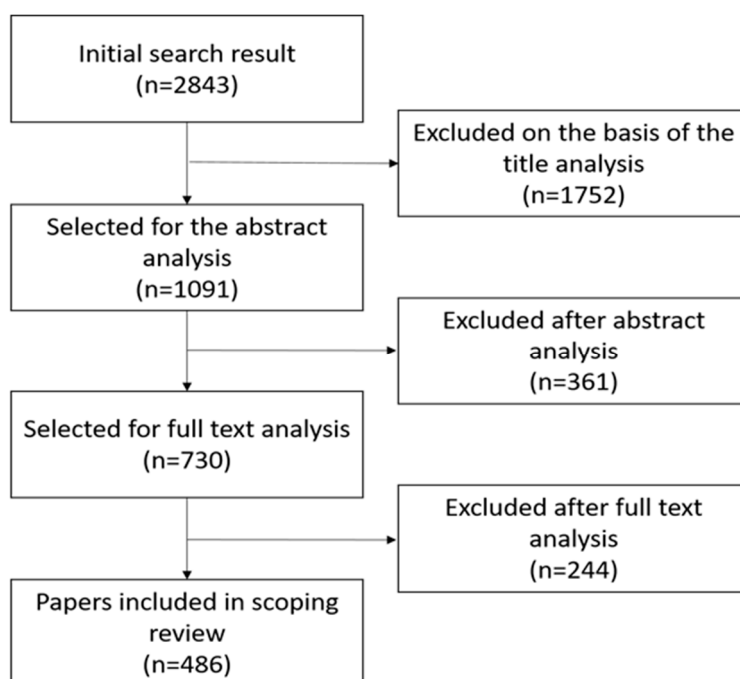 Initial search result
(n=2843)
Excluded on the basis of the
title analysis
(n=1752)
Selected for the abstract
analysis
(n=1091)
Excluded after abstract
analysis
(n=361)
Selected for full text analysis
(n=730)
Excluded after full text
analysis
(n=244)
Papers included in scoping
review
(n=486)